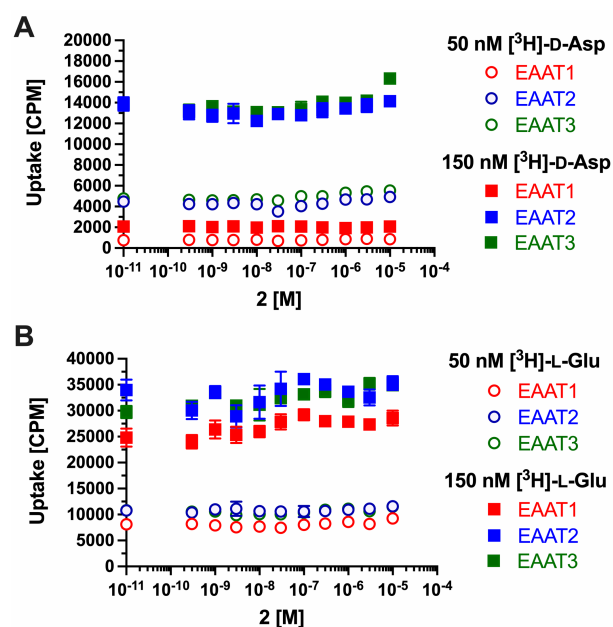 A
20000
18000
16000
14000
12000
10000
8000
6000
4000
2000
0
Uptake [CPM]
10⁻¹¹ 10⁻¹⁰ 10⁻⁹ 10⁻⁸ 10⁻⁷ 10⁻⁶ 10⁻⁵ 10⁻⁴
2 [M]
50 nM [³H]-D-Asp
EAAT1
EAAT2
EAAT3
150 nM [³H]-D-Asp
EAAT1
EAAT2
EAAT3
B
40000
35000
30000
25000
20000
15000
10000
5000
0
Uptake [CPM]
10⁻¹¹ 10⁻¹⁰ 10⁻⁹ 10⁻⁸ 10⁻⁷ 10⁻⁶ 10⁻⁵ 10⁻⁴
2 [M]
50 nM [³H]-L-Glu
EAAT1
EAAT2
EAAT3
150 nM [³H]-L-Glu
EAAT1
EAAT2
EAAT3